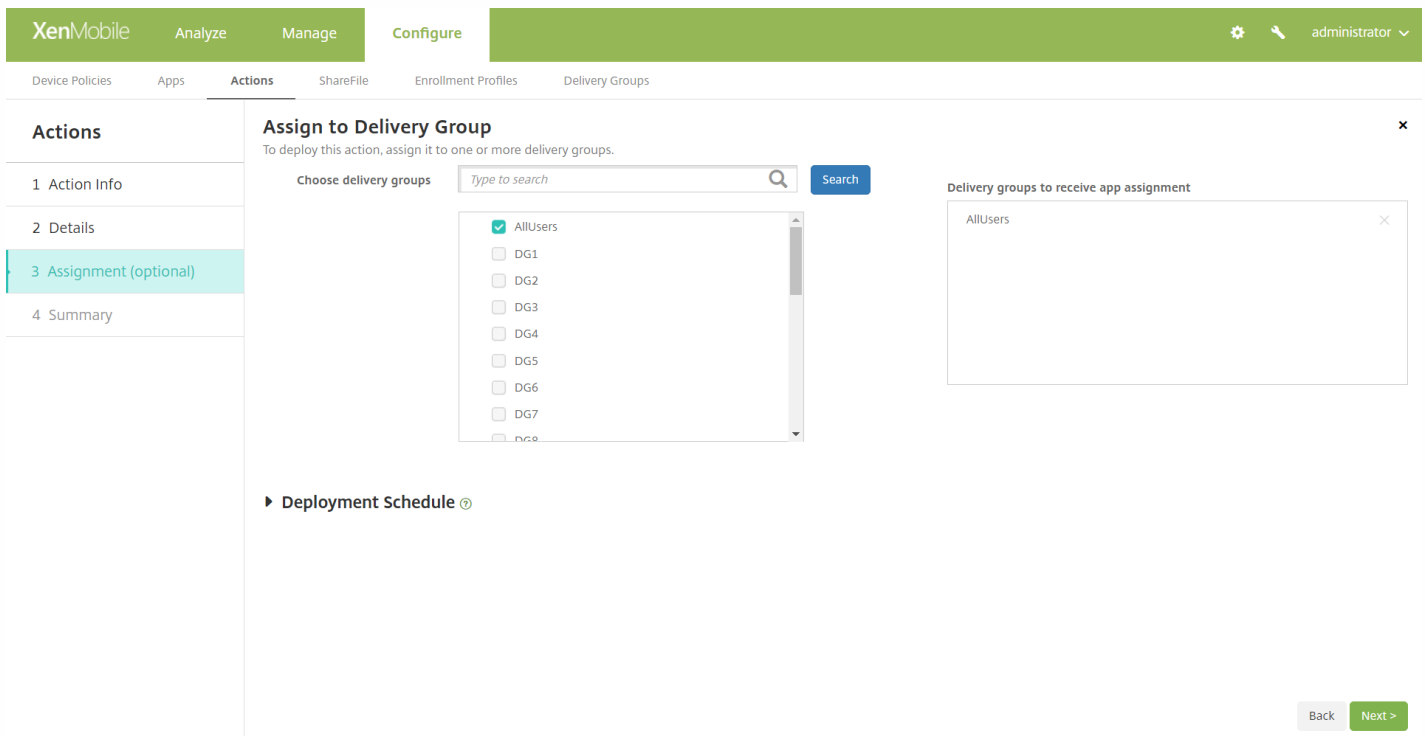 XenMobile Analyze Manage Configure administrator
Device Policies Apps Actions ShareFile Enrollment Profiles Delivery Groups
Actions
1 Action Info
2 Details
3 Assignment (optional)
4 Summary
Assign to Delivery Group
To deploy this action, assign it to one or more delivery groups.
Choose delivery groups Type to search Search
AllUsers
DG1
DG2
DG3
DG4
DG5
DG6
DG7
DG8
Delivery groups to receive app assignment
AllUsers
Deployment Schedule
Back Next >